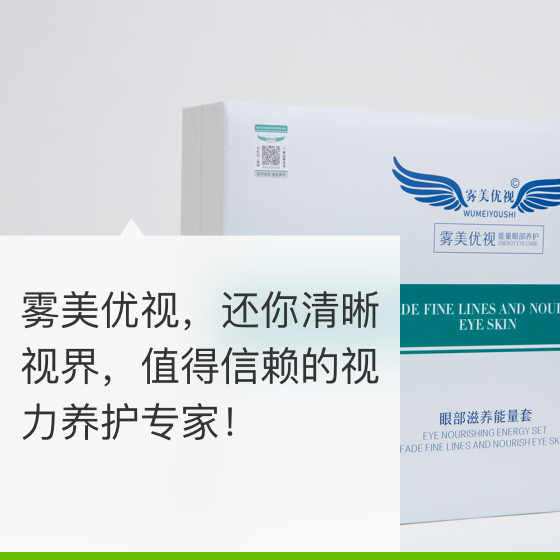 ©
雾美优视
WUMEIYOUSHI
雾美优视 能量眼部养护
ENERGY EYE CARE
ADE FINE LINES AND NOUR
EYE SKIN
眼部滋养能量套
EYE NOURISHING ENERGY SET
FADE FINE LINES AND NOURISH EYE SK
雾美优视，还你清晰
视界，值得信赖的视
力养护专家！